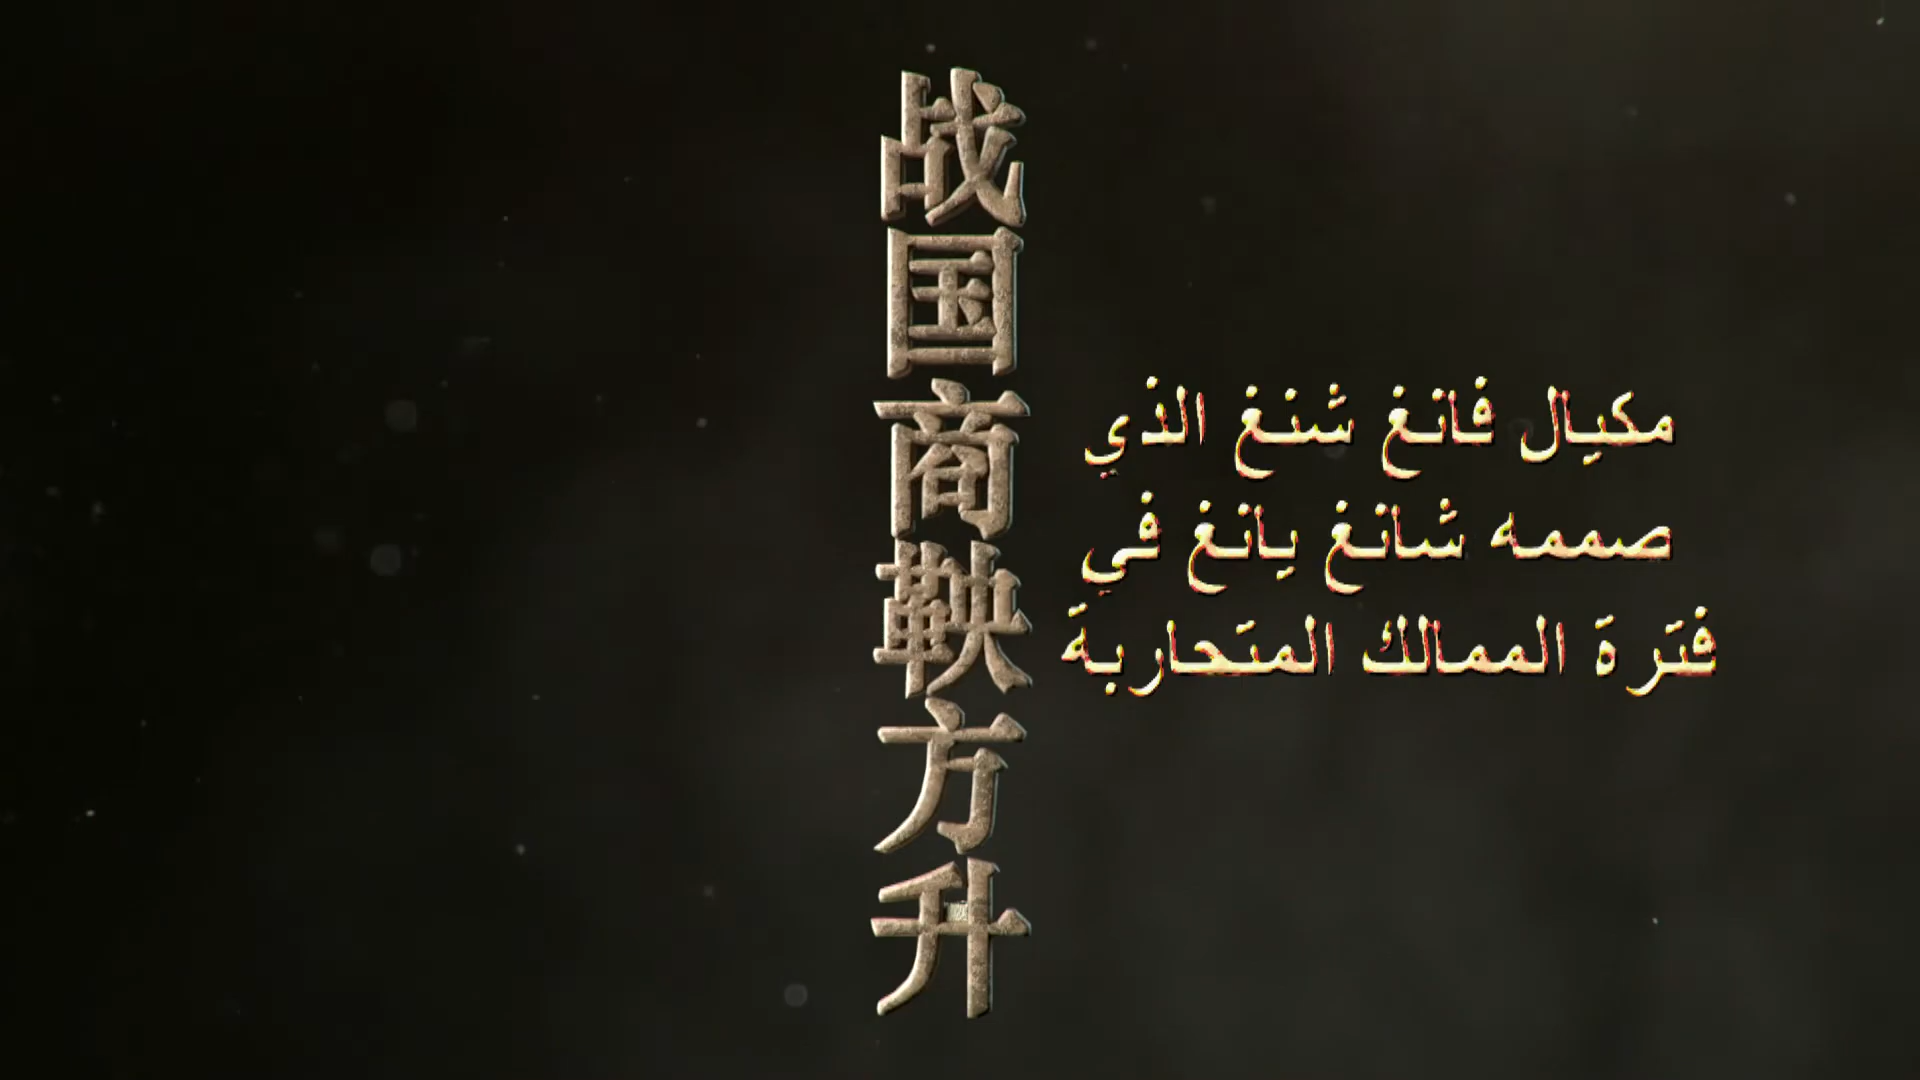 战国商鞅方升
مكيال فانغ شنغ الذي
صممه شانغ يانغ في
فترة الممالك المتحاربة